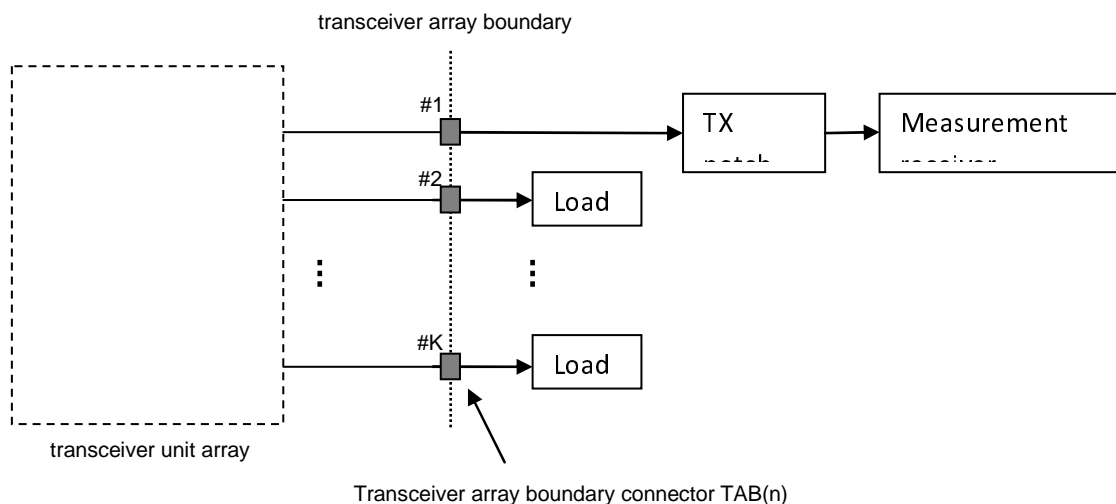 transceiver array boundary
#1
TX
Measurement
#2
Load
#K
Load
transceiver unit array
Transceiver array boundary connector TAB(n)